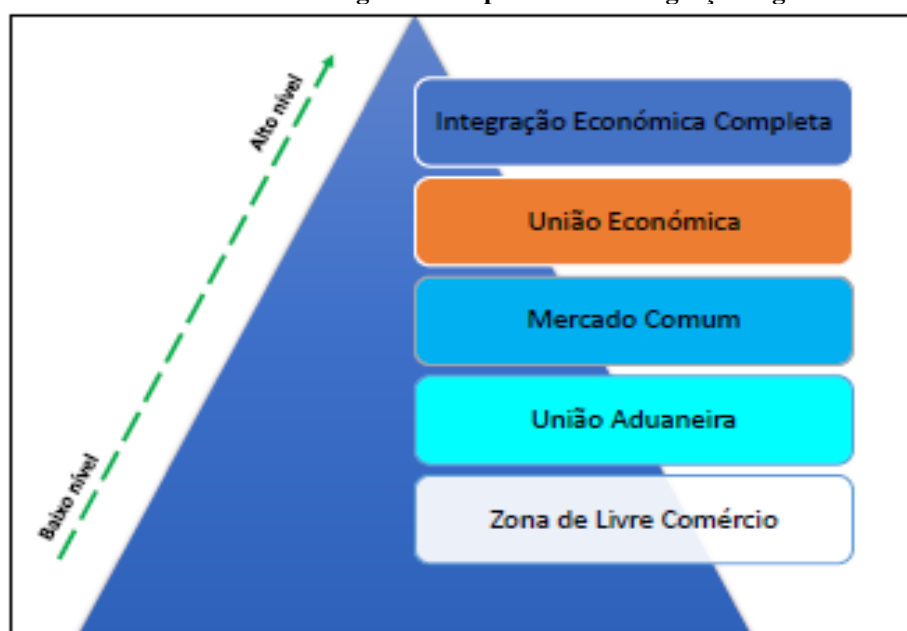 Integração Económica Completa
União Económica
Mercado Comum
União Aduaneira
Zona de Livre Comércio
Alto nível
Baixo nível